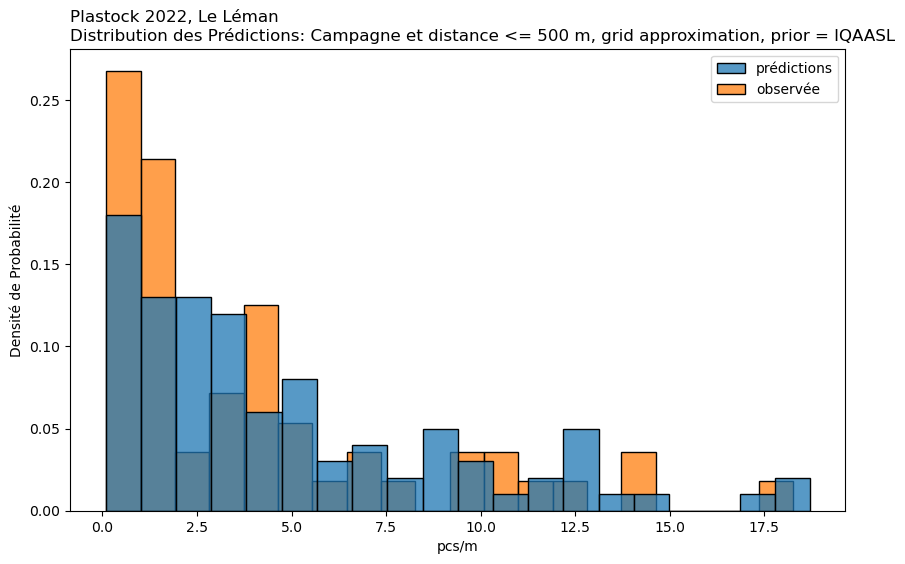 Plastock 2022, Le Léman
Distribution des Prédictions: Campagne et distance <= 500 m, grid approximation, prior = IQAASL
prédictions
observée
Densité de Probabilité
0.25
0.20
0.15
0.10
0.05
0.00
0.0 2.5 5.0 7.5 10.0 12.5 15.0 17.5
pcs/m